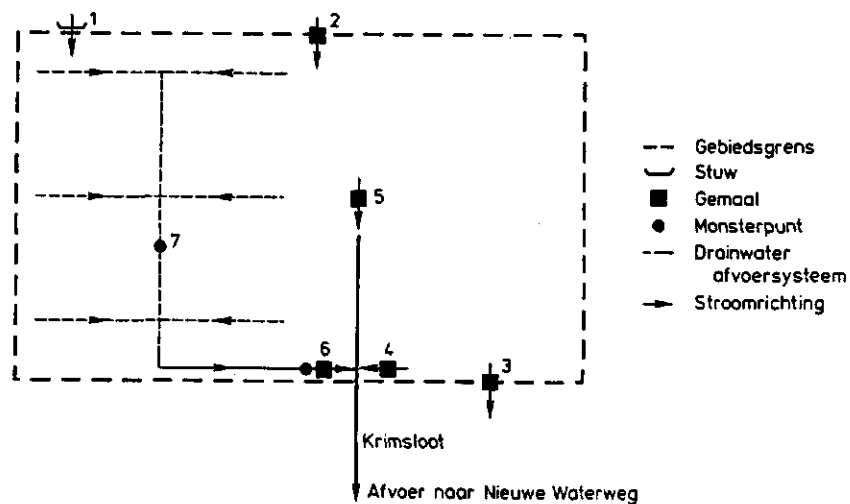 1
2
5
7
6
4
3
Krimsloot
Afvoer naar Nieuwe Waterweg
Gebiedsgrens
Stuw
Gemaal
Monsterpunt
Drainwater
afvoersysteem
Stroomrichting